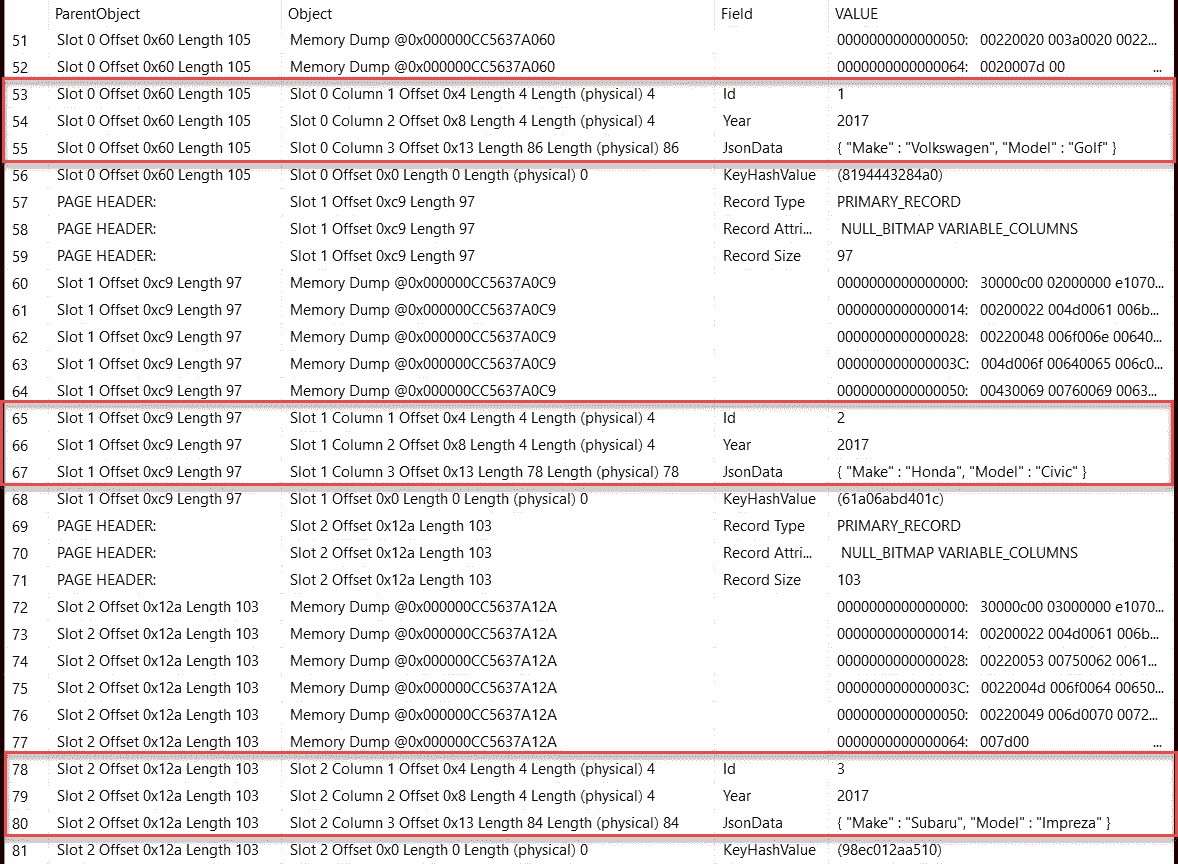 ParentObject Object Field VALUE
51 Slot 0 Offset 0x60 Length 105 Memory Dump @0x000000CC5637A060 0000000000000050: 00220020 003a0020 0022...
52 Slot 0 Offset 0x60 Length 105 Memory Dump @0x000000CC5637A060 0000000000000064: 0020007d 00 ...
53 Slot 0 Offset 0x60 Length 105 Slot 0 Column 1 Offset 0x4 Length 4 Length (physical) 4 Id 1
54 Slot 0 Offset 0x60 Length 105 Slot 0 Column 2 Offset 0x8 Length 4 Length (physical) 4 Year 2017
55 Slot 0 Offset 0x60 Length 105 Slot 0 Column 3 Offset 0x13 Length 86 Length (physical) 86 JsonData { "Make" : "Volkswagen", "Model" : "Golf" }
56 Slot 0 Offset 0x60 Length 105 Slot 0 Offset 0x0 Length 0 Length (physical) 0 KeyHashValue (8194443284a0)
57 PAGE HEADER: Slot 1 Offset 0xc9 Length 97 Record Type PRIMARY_RECORD
58 PAGE HEADER: Slot 1 Offset 0xc9 Length 97 Record Attri... NULL_BITMAP VARIABLE_COLUMNS
59 PAGE HEADER: Slot 1 Offset 0xc9 Length 97 Record Size 97
60 Slot 1 Offset 0xc9 Length 97 Memory Dump @0x000000CC5637A0C9 0000000000000000: 30000c00 02000000 e1070...
61 Slot 1 Offset 0xc9 Length 97 Memory Dump @0x000000CC5637A0C9 0000000000000014: 00200022 004d0061 006b...
62 Slot 1 Offset 0xc9 Length 97 Memory Dump @0x000000CC5637A0C9 0000000000000028: 00220048 006f006e 00640...
63 Slot 1 Offset 0xc9 Length 97 Memory Dump @0x000000CC5637A0C9 000000000000003C: 004d006f 00640065 006c0...
64 Slot 1 Offset 0xc9 Length 97 Memory Dump @0x000000CC5637A0C9 0000000000000050: 00430069 00760069 0063...
65 Slot 1 Offset 0xc9 Length 97 Slot 1 Column 1 Offset 0x4 Length 4 Length (physical) 4 Id 2
66 Slot 1 Offset 0xc9 Length 97 Slot 1 Column 2 Offset 0x8 Length 4 Length (physical) 4 Year 2017
67 Slot 1 Offset 0xc9 Length 97 Slot 1 Column 3 Offset 0x13 Length 78 Length (physical) 78 JsonData { "Make" : "Honda", "Model" : "Civic" }
68 Slot 1 Offset 0xc9 Length 97 Slot 1 Offset 0x0 Length 0 Length (physical) 0 KeyHashValue (61a06abd401c)
69 PAGE HEADER: Slot 2 Offset 0x12a Length 103 Record Type PRIMARY_RECORD
70 PAGE HEADER: Slot 2 Offset 0x12a Length 103 Record Attri... NULL_BITMAP VARIABLE_COLUMNS
71 PAGE HEADER: Slot 2 Offset 0x12a Length 103 Record Size 103
72 Slot 2 Offset 0x12a Length 103 Memory Dump @0x000000CC5637A12A 0000000000000000: 30000c00 03000000 e1070...
73 Slot 2 Offset 0x12a Length 103 Memory Dump @0x000000CC5637A12A 0000000000000014: 00200022 004d0061 006b...
74 Slot 2 Offset 0x12a Length 103 Memory Dump @0x000000CC5637A12A 0000000000000028: 00220053 00750062 0061...
75 Slot 2 Offset 0x12a Length 103 Memory Dump @0x000000CC5637A12A 000000000000003C: 0022004d 006f0064 00650...
76 Slot 2 Offset 0x12a Length 103 Memory Dump @0x000000CC5637A12A 0000000000000050: 00220049 006d0070 0072...
77 Slot 2 Offset 0x12a Length 103 Memory Dump @0x000000CC5637A12A 0000000000000064: 007d00 ...
78 Slot 2 Offset 0x12a Length 103 Slot 2 Column 1 Offset 0x4 Length 4 Length (physical) 4 Id 3
79 Slot 2 Offset 0x12a Length 103 Slot 2 Column 2 Offset 0x8 Length 4 Length (physical) 4 Year 2017
80 Slot 2 Offset 0x12a Length 103 Slot 2 Column 3 Offset 0x13 Length 84 Length (physical) 84 JsonData { "Make" : "Subaru", "Model" : "Impreza" }
81 Slot 2 Offset 0x12a Length 103 Slot 2 Offset 0x0 Length 0 Length (physical) 0 KeyHashValue (98ec012aa510)